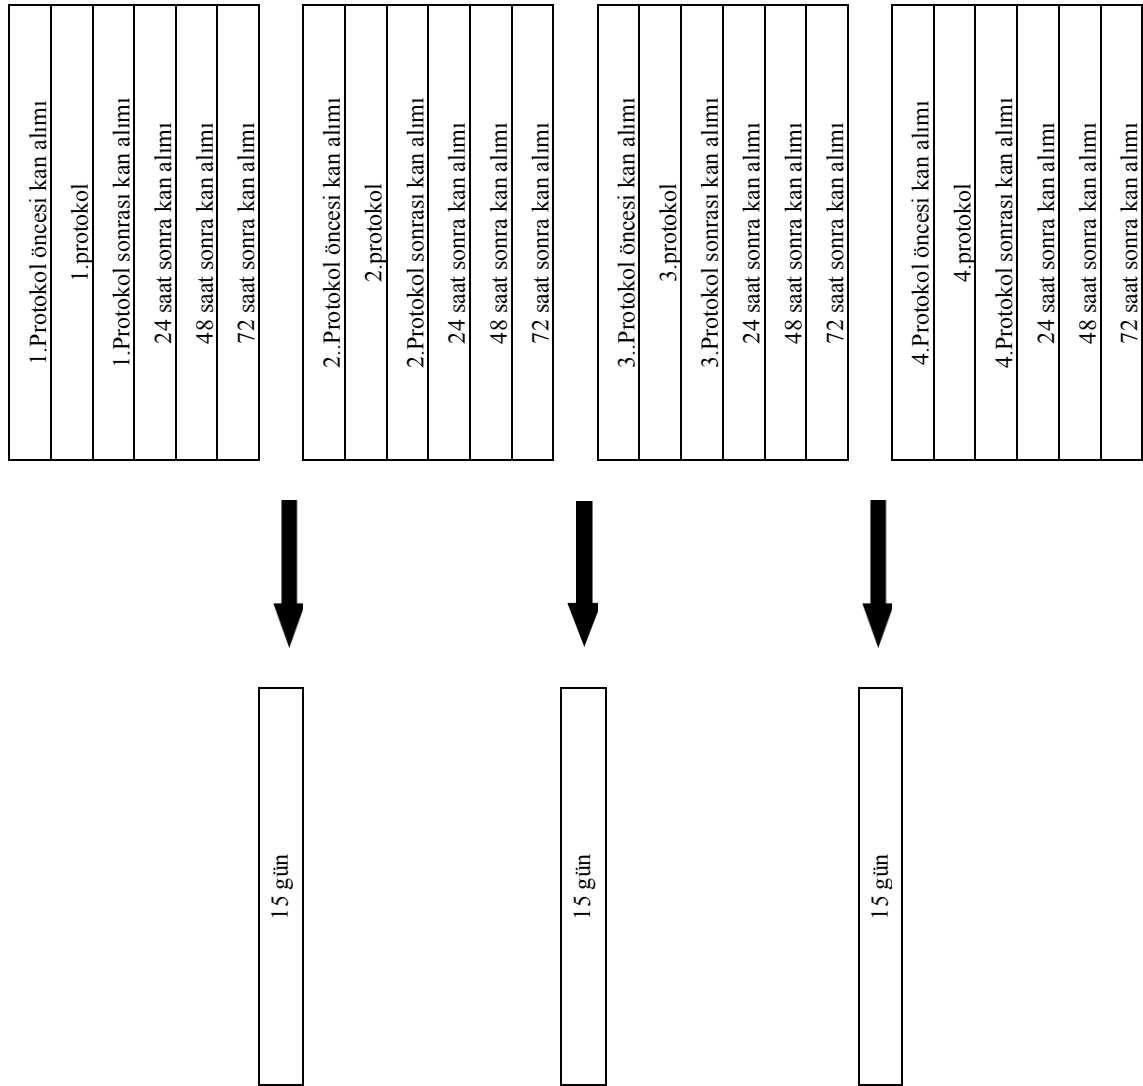 1.Protokol öncesi kan alımı
1.protokol
1.Protokol sonrası kan alımı
24 saat sonra kan alımı
48 saat sonra kan alımı
72 saat sonra kan alımı
2..Protokol öncesi kan alımı
2.protokol
2.Protokol sonrası kan alımı
24 saat sonra kan alımı
48 saat sonra kan alımı
72 saat sonra kan alımı
3..Protokol öncesi kan alımı
3.protokol
3.Protokol sonrası kan alımı
24 saat sonra kan alımı
48 saat sonra kan alımı
72 saat sonra kan alımı
4.Protokol öncesi kan alımı
4.protokol
4.Protokol sonrası kan alımı
24 saat sonra kan alımı
48 saat sonra kan alımı
72 saat sonra kan alımı
15 gün
15 gün
15 gün